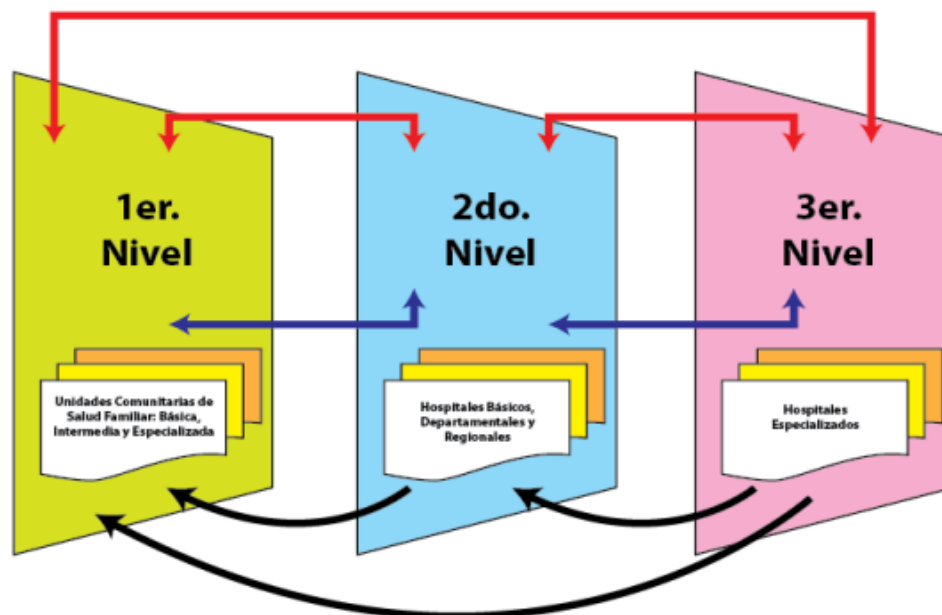 1er.
Nivel
2do.
Nivel
3er.
Nivel
Unidades Comunitarias de
Salud Familiar: Básica,
Intermedia y Especializada
Hospitales Básicos,
Departamentales y
Regionales
Hospitales
Especializados